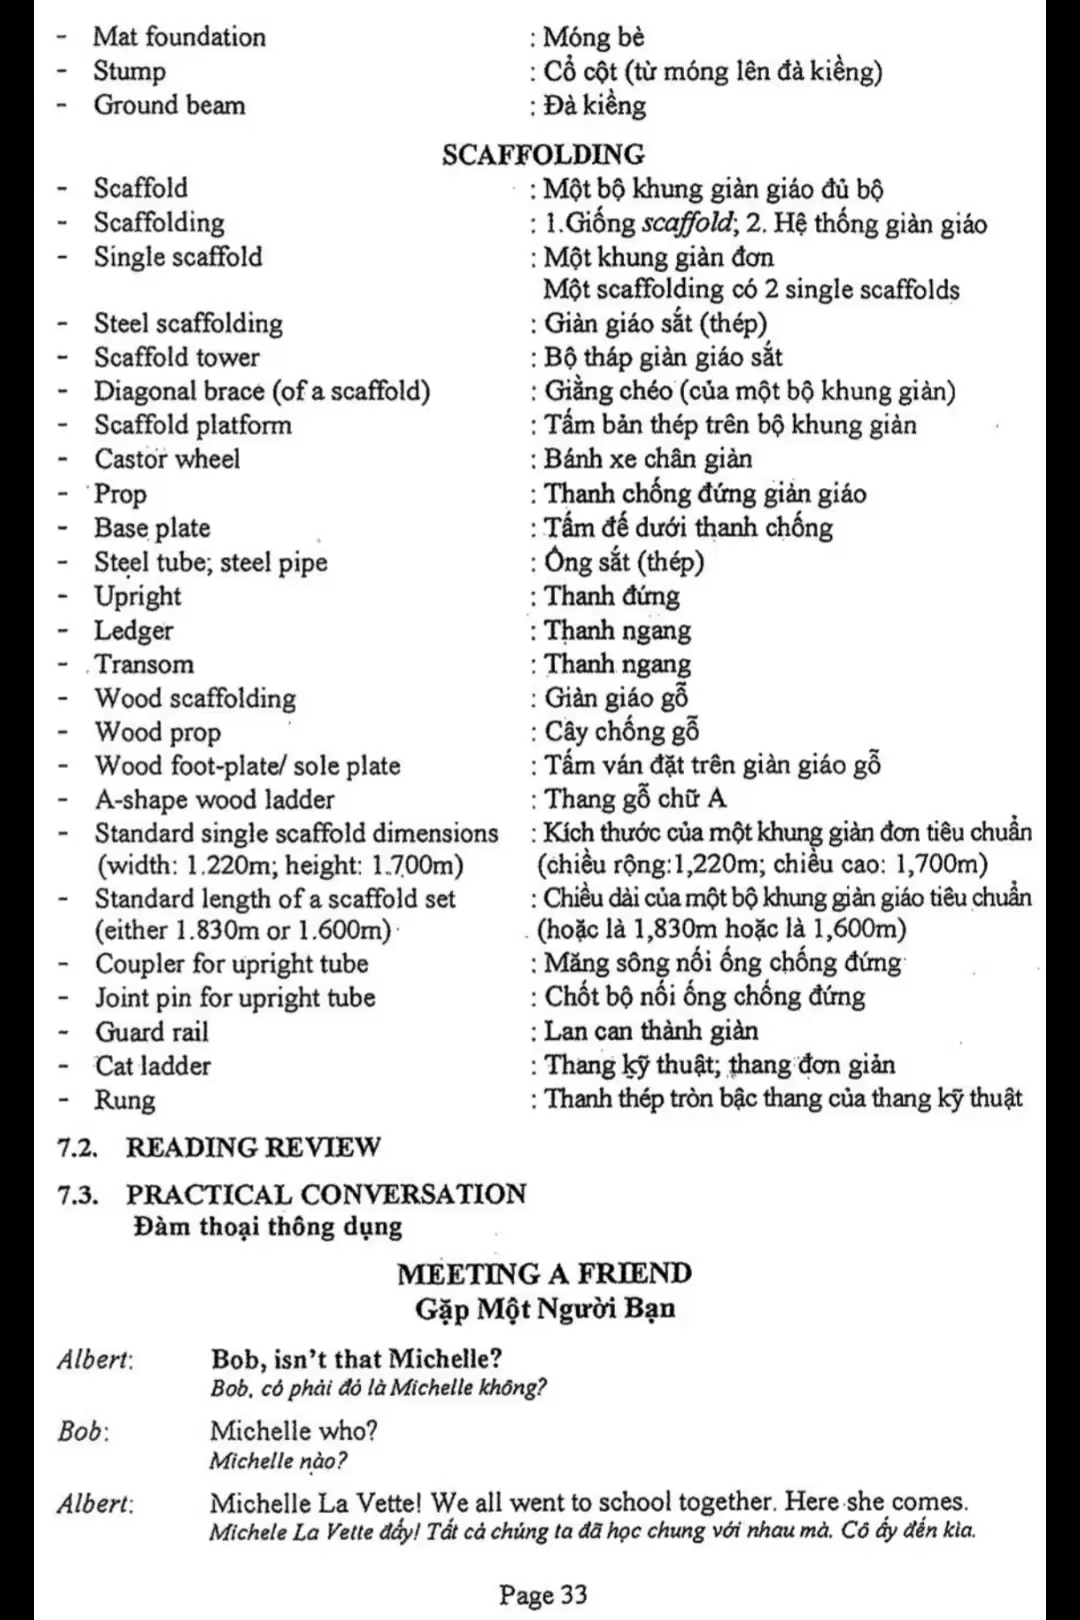 - Mat foundation : Móng bè
- Stump : Cổ cột (từ móng lên đà kiềng)
- Ground beam : Đà kiềng
SCAFFOLDING
- Scaffold : Một bộ khung giàn giáo đủ bộ
- Scaffolding : 1.Giống scaffold; 2. Hệ thống giàn giáo
- Single scaffold : Một khung giàn đơn
Một scaffolding có 2 single scaffolds
- Steel scaffolding : Giàn giáo sắt (thép)
- Scaffold tower : Bộ tháp giàn giáo sắt
- Diagonal brace (of a scaffold) : Giằng chéo (của một bộ khung giàn)
- Scaffold platform : Tấm bản thép trên bộ khung giàn
- Castor wheel : Bánh xe chân giàn
- Prop : Thanh chống đứng giàn giáo
- Base plate : Tấm đế dưới thanh chống
- Steel tube; steel pipe : Ống sắt (thép)
- Upright : Thanh đứng
- Ledger : Thanh ngang
- Transom : Thanh ngang
- Wood scaffolding : Giàn giáo gỗ
- Wood prop : Cây chống gỗ
- Wood foot-plate/ sole plate : Tấm ván đặt trên giàn giáo gỗ
- A-shape wood ladder : Thang gỗ chữ A
- Standard single scaffold dimensions : Kích thước của một khung giàn đơn tiêu chuẩn
(width: 1.220m; height: 1.700m) (chiều rộng:1,220m; chiều cao: 1,700m)
- Standard length of a scaffold set : Chiều dài của một bộ khung giàn giáo tiêu chuẩn
(either 1.830m or 1.600m) (hoặc là 1,830m hoặc là 1,600m)
- Coupler for upright tube : Măng sông nối ống chống đứng
- Joint pin for upright tube : Chốt bộ nối ống chống đứng
- Guard rail : Lan can thành giàn
- Cat ladder : Thang kỹ thuật; thang đơn giản
- Rung : Thanh thép tròn bậc thang của thang kỹ thuật
7.2. READING REVIEW
7.3. PRACTICAL CONVERSATION
Đàm thoại thông dụng
MEETING A FRIEND
Gặp Một Người Bạn
Albert: Bob, isn't that Michelle?
Bob, có phải đó là Michelle không?
Bob: Michelle who?
Michelle nào?
Albert: Michelle La Vette! We all went to school together. Here she comes.
Michele La Vette đấy! Tất cả chúng ta đã học chung với nhau mà. Cô ấy đến kìa.
Page 33